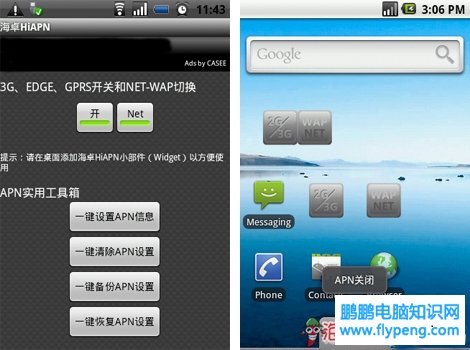 11:43
海卓HiAPN
Ads by CASEE
3G、EDGE、GPRS开关和NET-WAP切换
开
Net
提示：请在桌面添加海卓HiAPN小部件（Widget）以方便使
用
APN实用工具箱
一键设置APN信息
一键清除APN设置
一键备份APN设置
一键恢复APN设置
3:06 PM
Google
2G/
3G
WAP
NET
Messaging
2G/
3G
WAP
NET
Phone
APN关闭
鹏鹏电脑知识网
www.flypeng.com